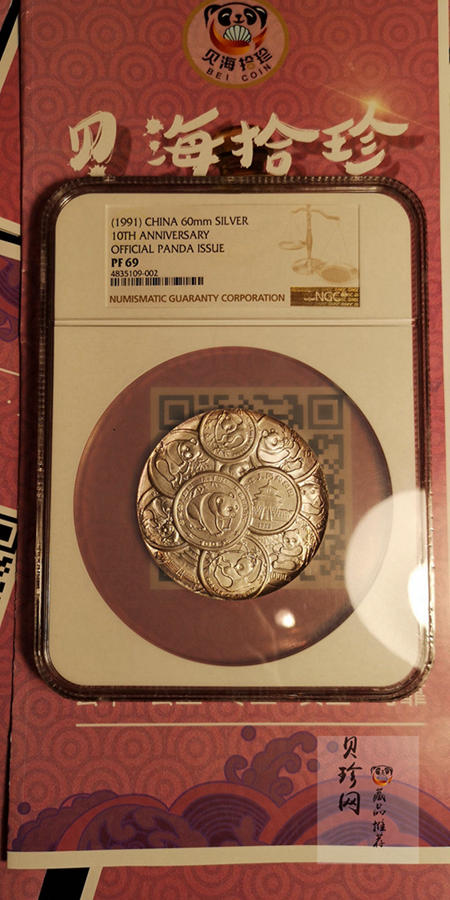 贝海拾珍
BEI COIN
贝海拾珍
(1991) CHINA 60mm SILVER
10TH ANNIVERSARY
OFFICIAL PANDA ISSUE
PF 69
4835109-002
NUMISMATIC GUARANTY CORPORATION
NGC
贝珍网
藏品推荐